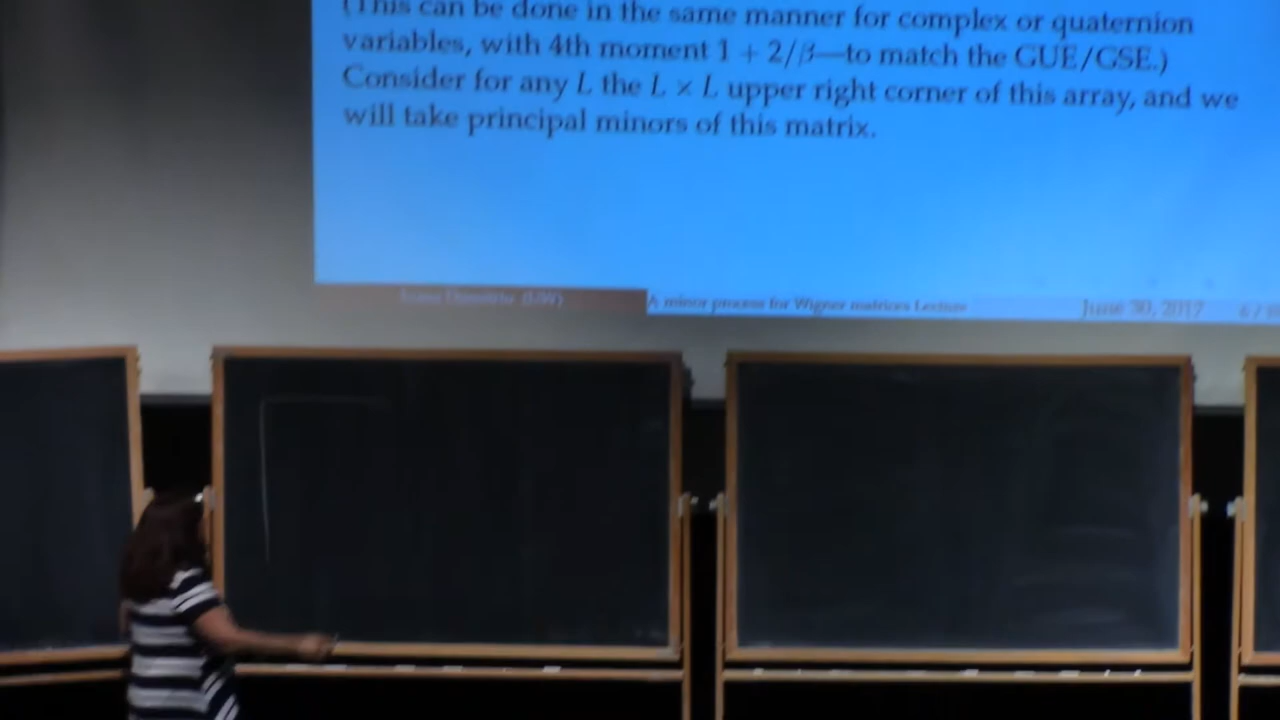 (This can be done in the same manner for complex or quaternion
variables, with 4th moment 1 + 2/β—to match the GUE/GSE.)
Consider for any L the L × L upper right corner of this array, and we
will take principal minors of this matrix.
A minor process for Wigner matrices Lecture
June 30, 2017